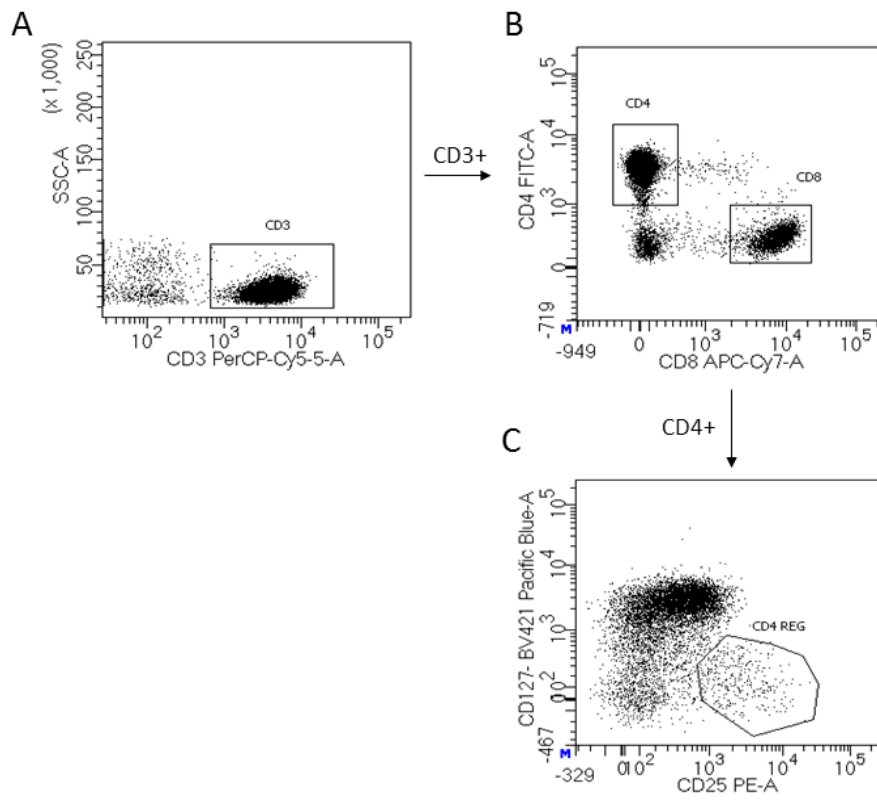 A
(x 1,000)
SSC-A
250
200
150
100
50
CD3
10^2
10^3
10^4
10^5
CD3 PerCP-Cy5-5-A
CD3+
B
CD4 FITC-A
10^5
10^4
10^3
0
-719
CD4
CD8
M
-949
0
10^3
10^4
10^5
CD8 APC-Cy7-A
CD4+
C
CD127- BV421 Pacific Blue-A
10^5
10^4
10^3
10^2
0
-467
CD4 REG
M
-329
0
10^2
10^3
10^4
10^5
CD25 PE-A